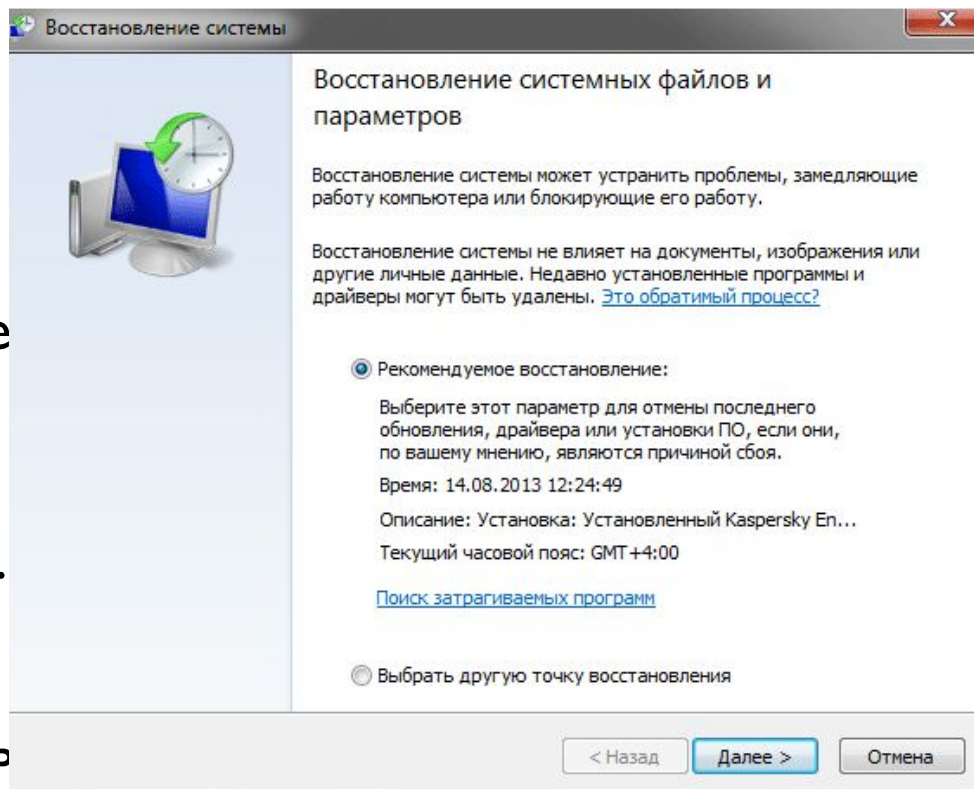 Восстановление системы
Восстановление системных файлов и
параметров
Восстановление системы может устранить проблемы, замедляющие
работу компьютера или блокирующие его работу.
Восстановление системы не влияет на документы, изображения или
другие личные данные. Недавно установленные программы и
драйверы могут быть удалены. Это обратимый процесс?
Рекомендуемое восстановление:
Выберите этот параметр для отмены последнего
обновления, драйвера или установки ПО, если они,
по вашему мнению, являются причиной сбоя.
Время: 14.08.2013 12:24:49
Описание: Установка: Установленный Kaspersky En...
Текущий часовой пояс: GMT+4:00
Поиск затрагиваемых программ
Выбрать другую точку восстановления
< Назад Далее > Отмена